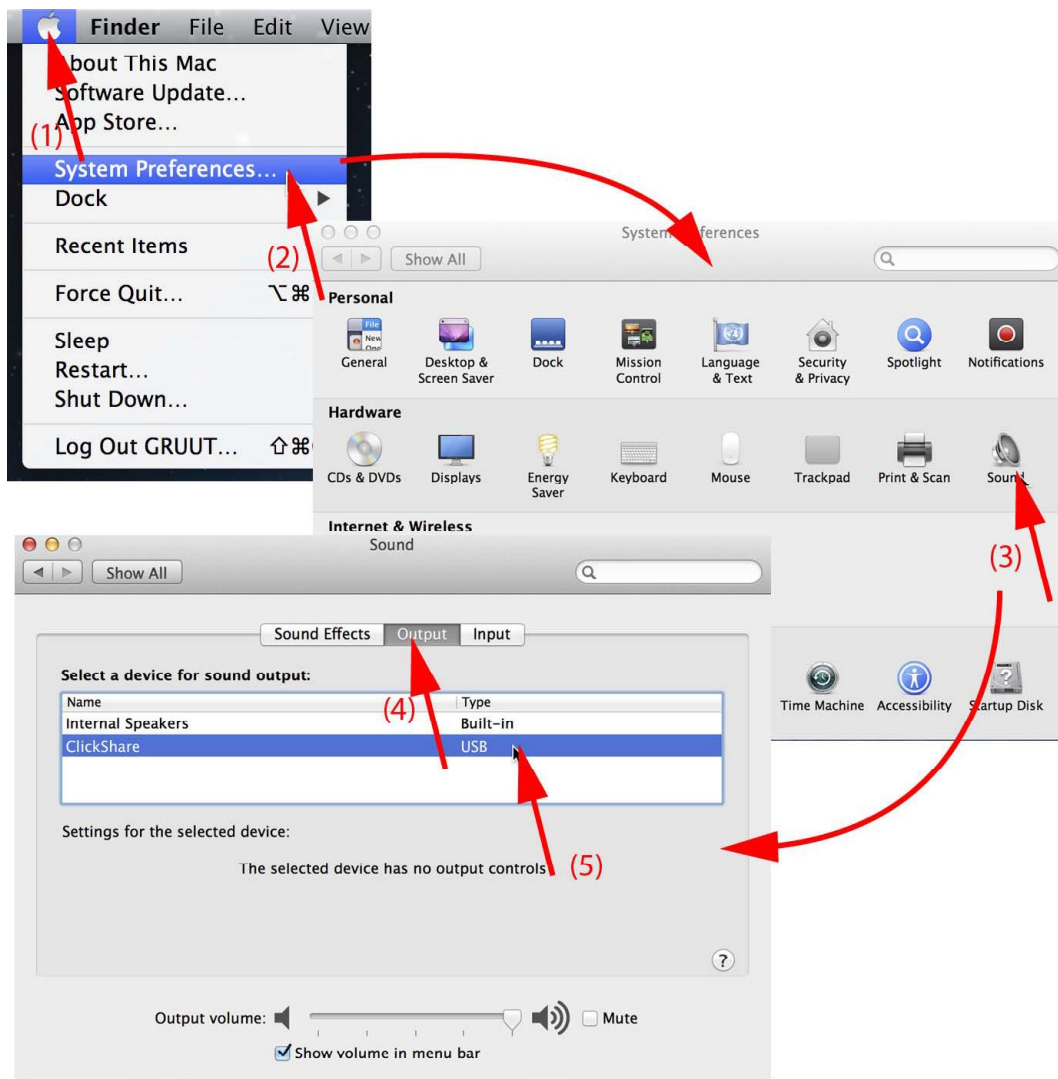 Finder File Edit View
About This Mac
Software Update...
App Store...
(1)
System Preferences...
Dock
Recent Items
(2)
Force Quit... ⌥⌘
Sleep
Restart...
Shut Down...
Log Out GRUUT... ⇧⌘
System Preferences
Show All
Personal
General
Desktop &
Screen Saver
Dock
Mission
Control
Language
& Text
Security
& Privacy
Spotlight
Notifications
Hardware
CDs & DVDs
Displays
Energy
Saver
Keyboard
Mouse
Trackpad
Print & Scan
Sound
Internet & Wireless
(3)
Time Machine
Accessibility
Startup Disk
Sound
Show All
Sound Effects Output Input
Select a device for sound output:
Name Type
(4)
Internal Speakers Built-in
ClickShare USB
Settings for the selected device:
The selected device has no output controls
(5)
?
Output volume: Mute
Show volume in menu bar